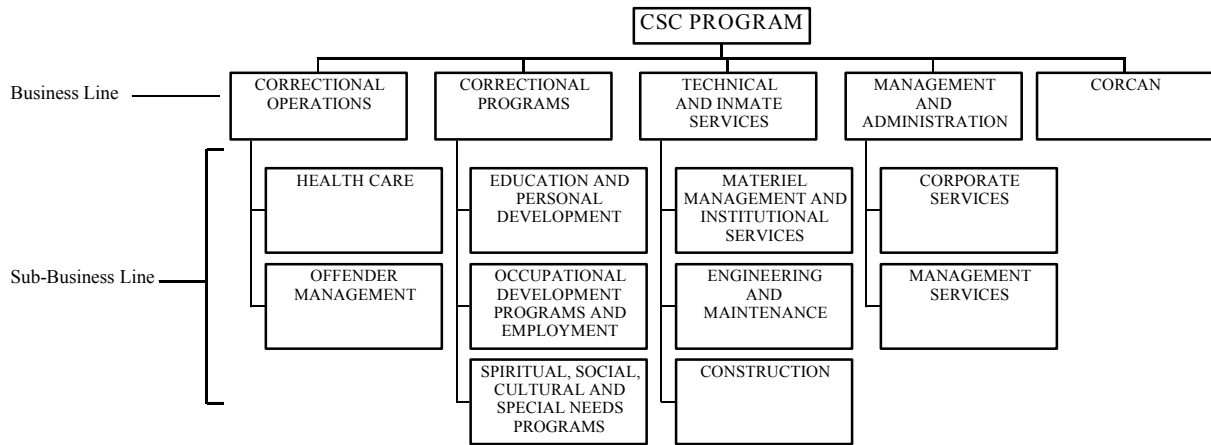 CSC PROGRAM
Business Line
CORRECTIONAL
OPERATIONS
CORRECTIONAL
PROGRAMS
TECHNICAL
AND INMATE
SERVICES
MANAGEMENT
AND
ADMINISTRATION
CORCAN
Sub-Business Line
HEALTH CARE
EDUCATION AND
PERSONAL
DEVELOPMENT
MATERIEL
MANAGEMENT AND
INSTITUTIONAL
SERVICES
CORPORATE
SERVICES
OFFENDER
MANAGEMENT
OCCUPATIONAL
DEVELOPMENT
PROGRAMS AND
EMPLOYMENT
ENGINEERING
AND
MAINTENANCE
MANAGEMENT
SERVICES
SPIRITUAL, SOCIAL,
CULTURAL AND
SPECIAL NEEDS
PROGRAMS
CONSTRUCTION